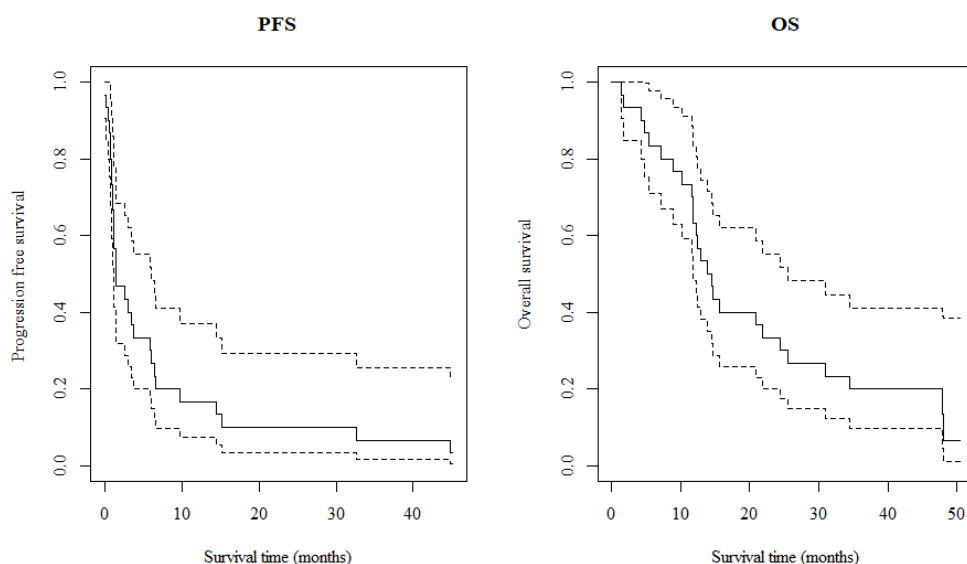 PFS
Progression free survival
1.0
0.8
0.6
0.4
0.2
0.0
0 10 20 30 40
Survival time (months)
OS
Overall survival
1.0
0.8
0.6
0.4
0.2
0.0
0 10 20 30 40 50
Survival time (months)